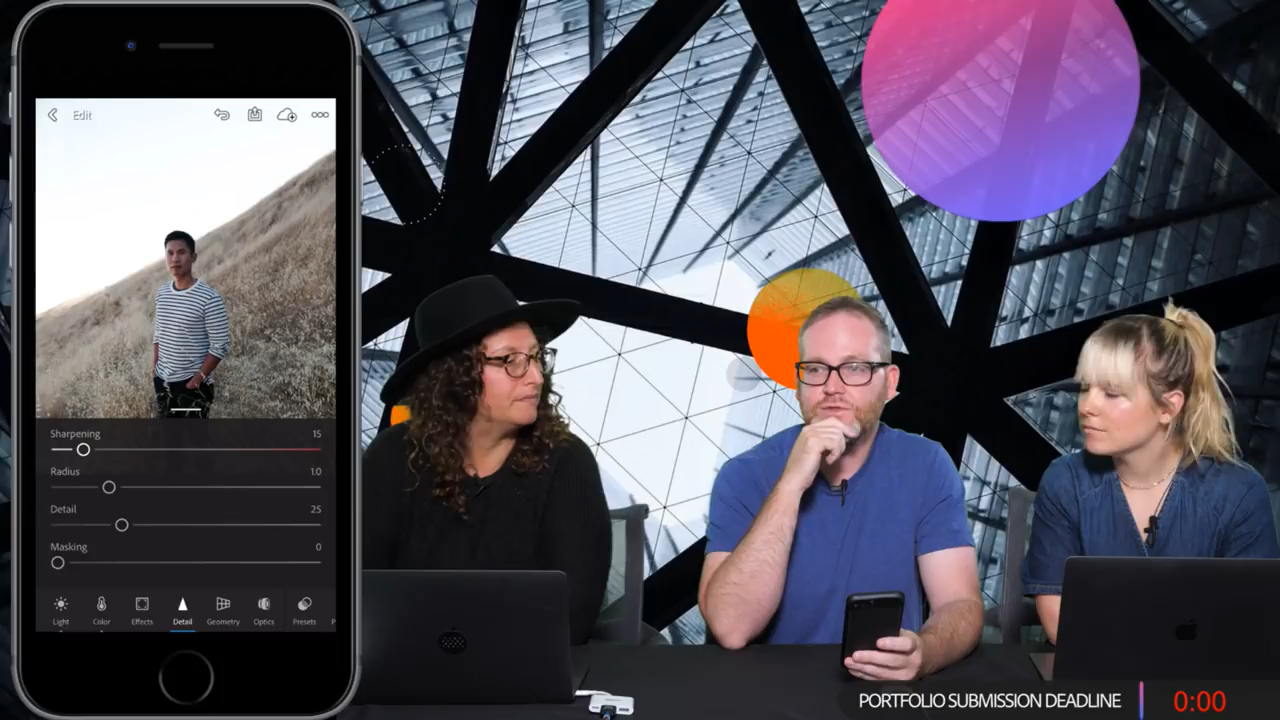 Edit
Sharpening 15
Radius 1.0
Detail 25
Masking 0
Light Color Effects Detail Geometry Optics Presets
PORTFOLIO SUBMISSION DEADLINE 0:00